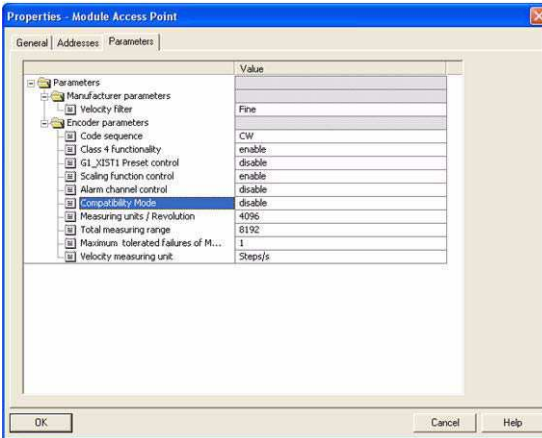 Properties - Module Access Point
General Addresses Parameters
Value
Parameters
Manufacturer parameters
Velocity filter Fine
Encoder parameters
Code sequence CW
Class 4 functionality enable
G1_XIST1 Preset control disable
Scaling function control enable
Alarm channel control disable
Compatibility Mode disable
Measuring units / Revolution 4096
Total measuring range 8192
Maximum tolerated failures of M... 1
Velocity measuring unit Steps/s
OK Cancel Help